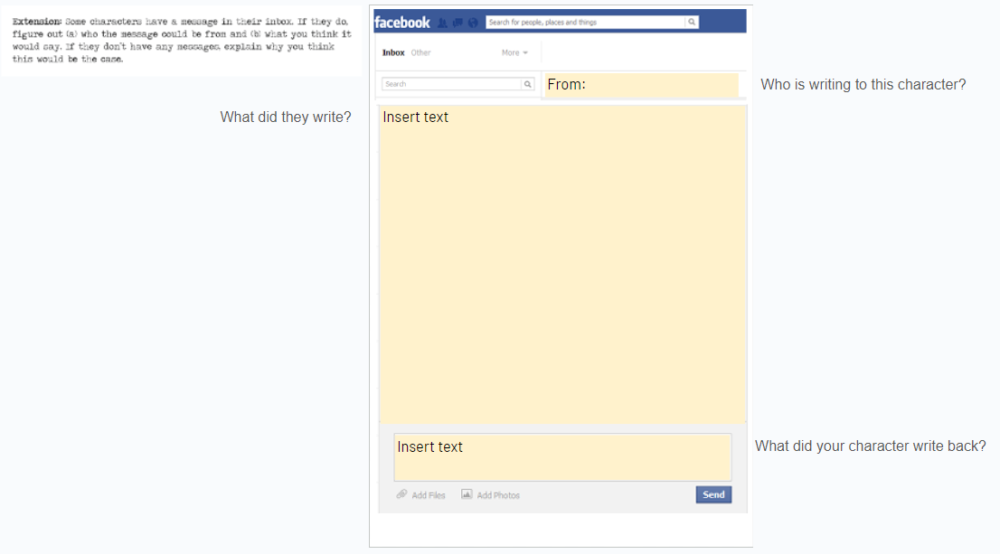 Extension: Some characters have a message in their inbox. If they do,
figure out (a) who the message could be from and (b) what you think it
would say. If they don't have any messages, explain why you think
this would be the case.
facebook
Search for people, places and things
Inbox Other More
Search
From:
Who is writing to this character?
What did they write?
Insert text
Insert text
What did your character write back?
Add Files Add Photos Send